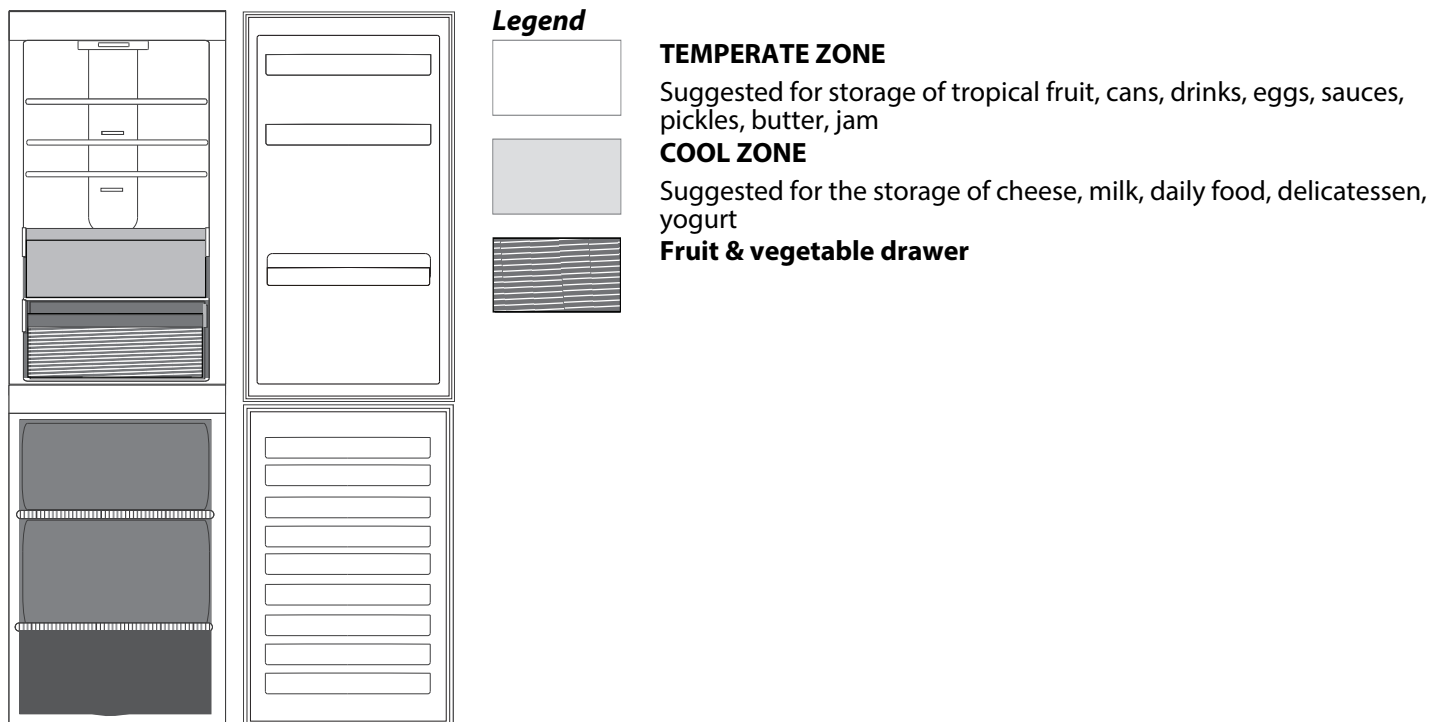 Legend
TEMPERATE ZONE
Suggested for storage of tropical fruit, cans, drinks, eggs, sauces,
pickles, butter, jam
COOL ZONE
Suggested for the storage of cheese, milk, daily food, delicatessen,
yogurt
Fruit & vegetable drawer